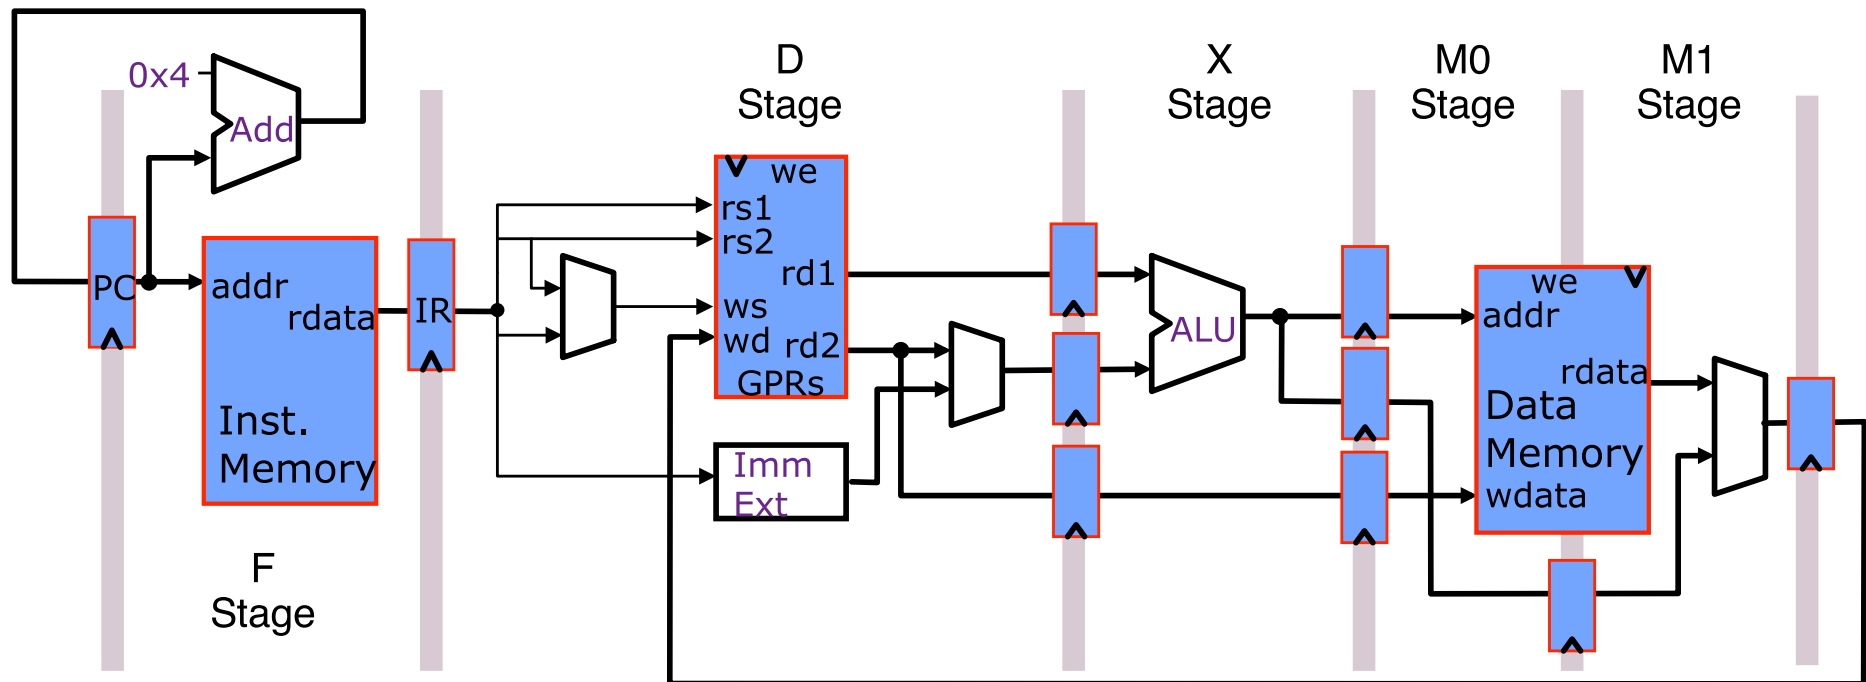 0x4
Add
PC
addr
rdata
Inst.
Memory
F
Stage
IR
D
Stage
we
rs1
rs2
rd1
ws
wd
rd2
GPRs
Imm
Ext
X
Stage
ALU
M0
Stage
M1
Stage
we
addr
rdata
Data
Memory
wdata